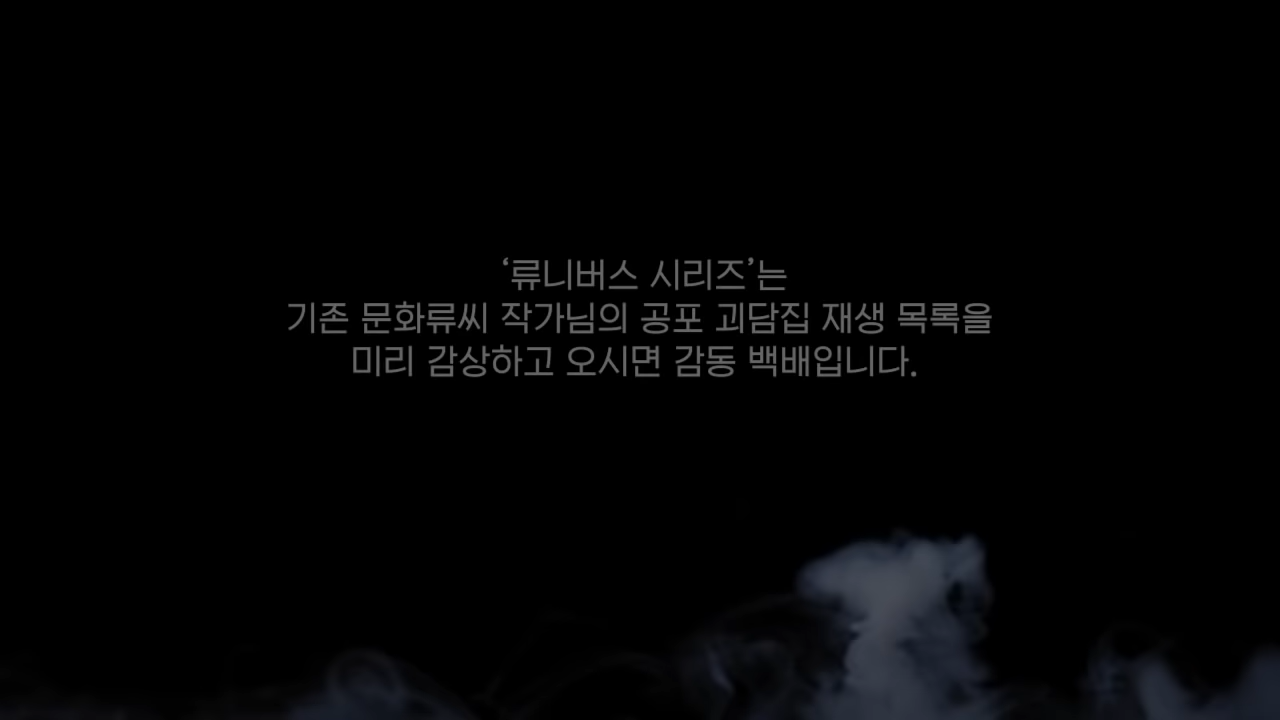 ‘류니버스 시리즈’는
기존 문화류씨 작가님의 공포 괴담집 재생 목록을
미리 감상하고 오시면 감동 백배입니다.